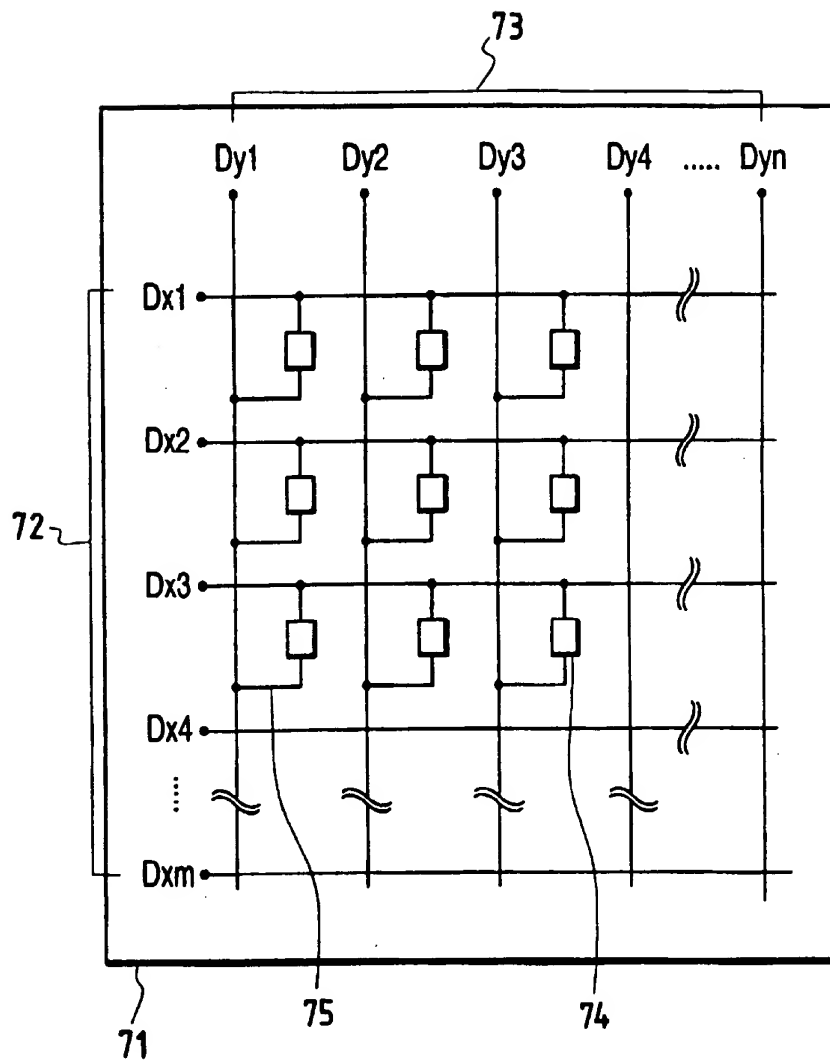 73
Dy1 Dy2 Dy3 Dy4 ..... Dyn
Dx1
Dx2
72
Dx3
Dx4
.....
Dxm
71
75
74